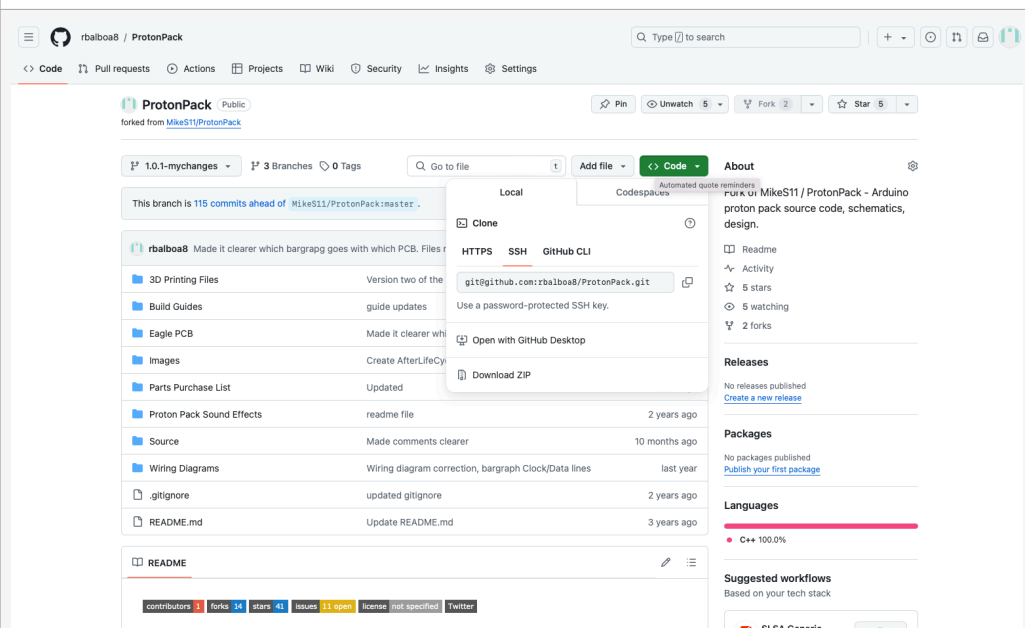 rbalboa8 / ProtonPack
Type / to search
Code Pull requests Actions Projects Wiki Security Insights Settings
ProtonPack Public
Pin Unwatch 5 Fork 2 Star 5
forked from MikeS11/ProtonPack
1.0.1-mychanges 3 Branches 0 Tags Go to file t Add file Code
Automated quote reminders
This branch is 115 commits ahead of MikeS11/ProtonPack:master .
rbalboa8 Made it clearer which bargrapg goes with which PCB. Files r
3D Printing Files Version two of the
Build Guides guide updates
Eagle PCB Made it clearer whi
Images Create AfterLifeCy
Parts Purchase List Updated
Proton Pack Sound Effects readme file 2 years ago
Source Made comments clearer 10 months ago
Wiring Diagrams Wiring diagram correction, bargraph Clock/Data lines last year
.gitignore updated gitignore 2 years ago
README.md Update README.md 3 years ago
Local Codespaces
Clone
HTTPS SSH GitHub CLI
git@github.com:rbalboa8/ProtonPack.git
Use a password-protected SSH key.
Open with GitHub Desktop
Download ZIP
README
contributors 1 forks 14 stars 41 issues 11 open license not specified Twitter
About
Fork of MikeS11 / ProtonPack - Arduino
proton pack source code, schematics,
design.
Readme
Activity
5 stars
5 watching
2 forks
Releases
No releases published
Create a new release
Packages
No packages published
Publish your first package
Languages
C++ 100.0%
Suggested workflows
Based on your tech stack